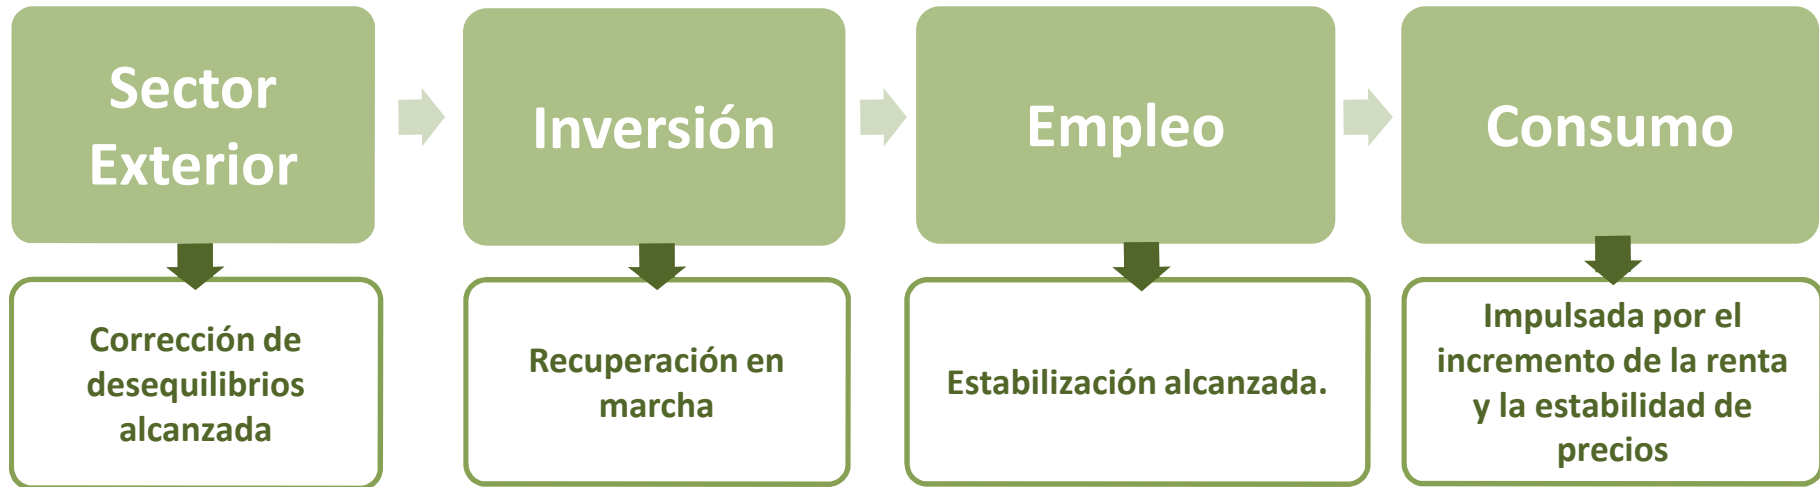 Sector
Exterior
Inversión
Empleo
Consumo
Corrección de
desequilibrios
alcanzada
Recuperación en
marcha
Estabilización alcanzada.
Impulsada por el
incremento de la renta
y la estabilidad de
precios